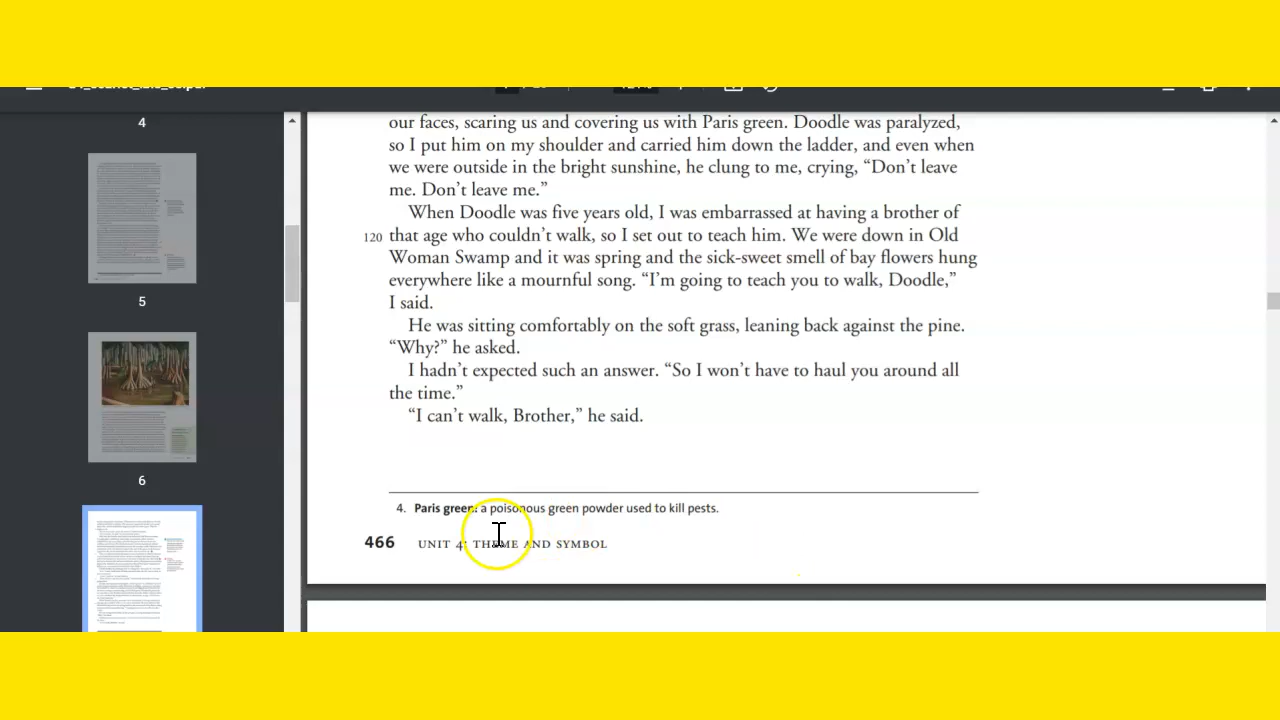 4
our faces, scaring us and covering us with Paris green. Doodle was paralyzed,
so I put him on my shoulder and carried him down the ladder, and even when
we were outside in the bright sunshine, he clung to me, crying, “Don’t leave
me. Don’t leave me.”
When Doodle was five years old, I was embarrassed at having a brother of
120 that age who couldn’t walk, so I set out to teach him. We were down in Old
Woman Swamp and it was spring and the sick-sweet smell of bay flowers hung
everywhere like a mournful song. “I’m going to teach you to walk, Doodle,”
I said.
He was sitting comfortably on the soft grass, leaning back against the pine.
“Why?” he asked.
I hadn’t expected such an answer. “So I won’t have to haul you around all
the time.”
“I can’t walk, Brother,” he said.
4. Paris green: a poisonous green powder used to kill pests.
466 UNIT 4: THEME AND SYMBOL
5
6